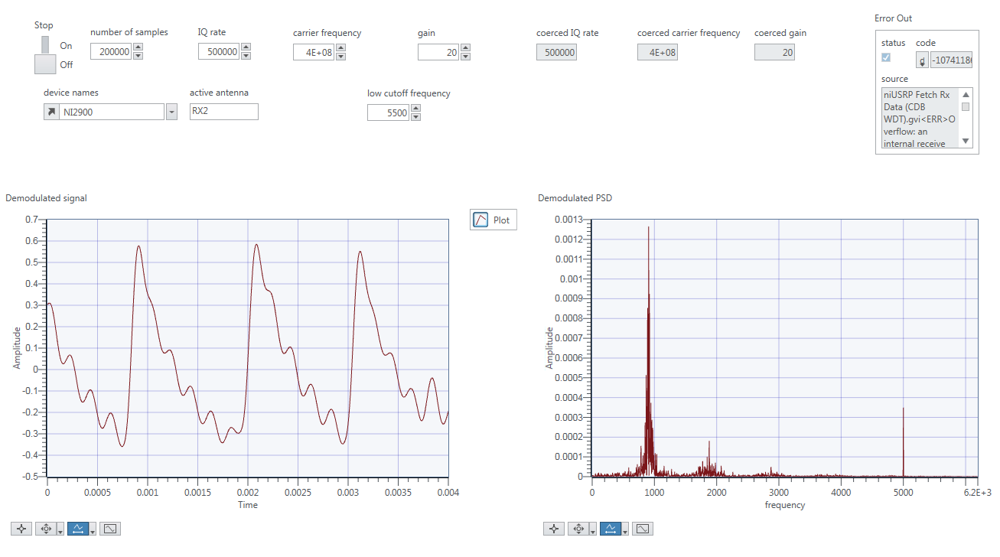 Stop
On
Off
number of samples
200000
IQ rate
500000
carrier frequency
4E+08
gain
20
coerced IQ rate
500000
coerced carrier frequency
4E+08
coerced gain
20
Error Out
status
code
d
-10741186
source
niUSRP Fetch Rx
Data (CDB
WDT).gvi<ERR>O
verflow: an
internal receive
device names
NI2900
active antenna
RX2
low cutoff frequency
5500
Demodulated signal
Plot
0.7
0.6
0.5
0.4
0.3
0.2
0.1
0
-0.1
-0.2
-0.3
-0.4
-0.5
Amplitude
0
0.0005
0.001
0.0015
0.002
0.0025
0.003
0.0035
0.004
Time
Demodulated PSD
0.0013
0.0012
0.0011
0.001
0.0009
0.0008
0.0007
0.0006
0.0005
0.0004
0.0003
0.0002
0.0001
0
Amplitude
0
1000
2000
3000
4000
5000
6.2E+3
frequency